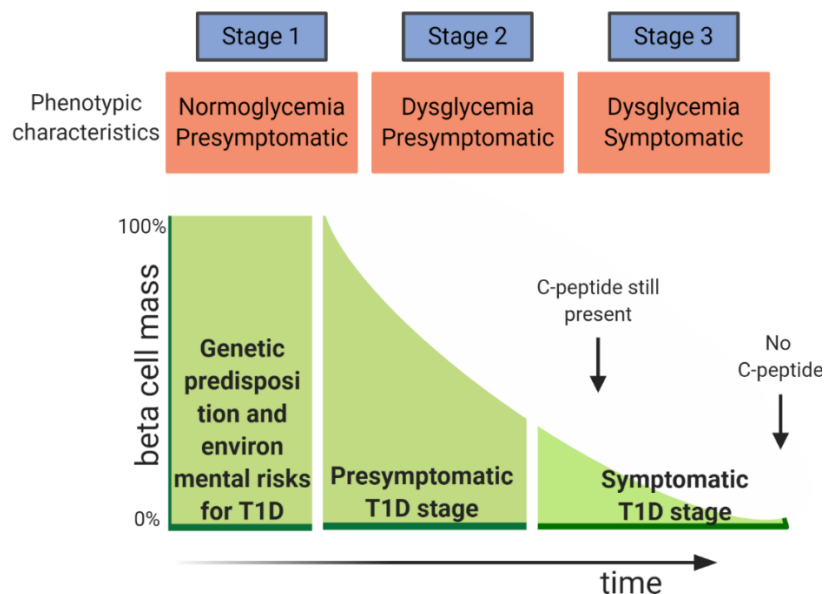 Stage 1
Stage 2
Stage 3
Phenotypic
characteristics
Normoglycemia
Presymptomatic
Dysglycemia
Presymptomatic
Dysglycemia
Symptomatic
beta cell mass
100%
0%
Genetic
predisposi
tion and
environ
mental risks
for T1D
Presymptomatic
T1D stage
C-peptide still
present
Symptomatic
T1D stage
No
C-peptide
time